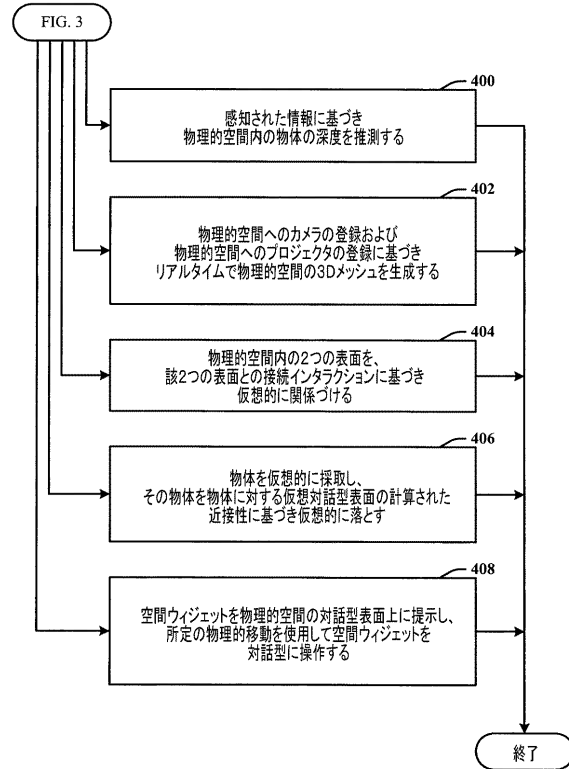 FIG. 3
400
感知された情報に基づき
物理的空間内の物体の深度を推測する
402
物理的空間へのカメラの登録および
物理的空間へのプロジェクタの登録に基づき
リアルタイムで物理的空間の3Dメッシュを生成する
404
物理的空間内の2つの表面を、
該2つの表面との接続インタラクションに基づき
仮想的に関係づける
406
物体を仮想的に採取し、
その物体を物体に対する仮想対話型表面の計算された
近接性に基づき仮想的に落とす
408
空間ウィジェットを物理的空間の対話型表面上に提示し、
所定の物理的移動を使用して空間ウィジェットを
対話型に操作する
終了